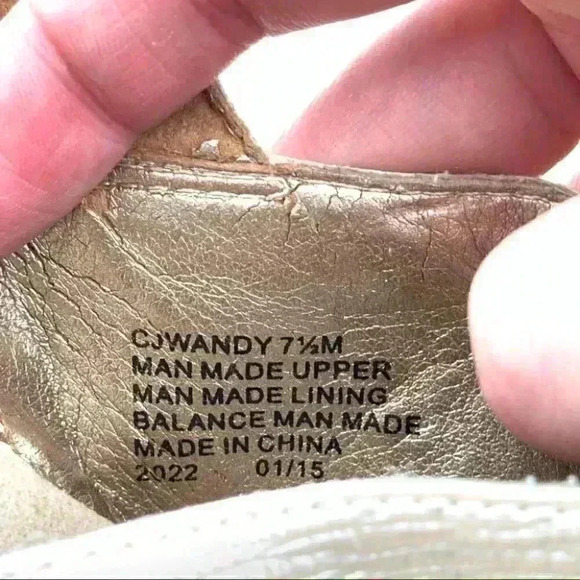 CJWANDY 7½M
MAN MADE UPPER
MAN MADE LINING
BALANCE MAN MADE
MADE IN CHINA
2022 01/15